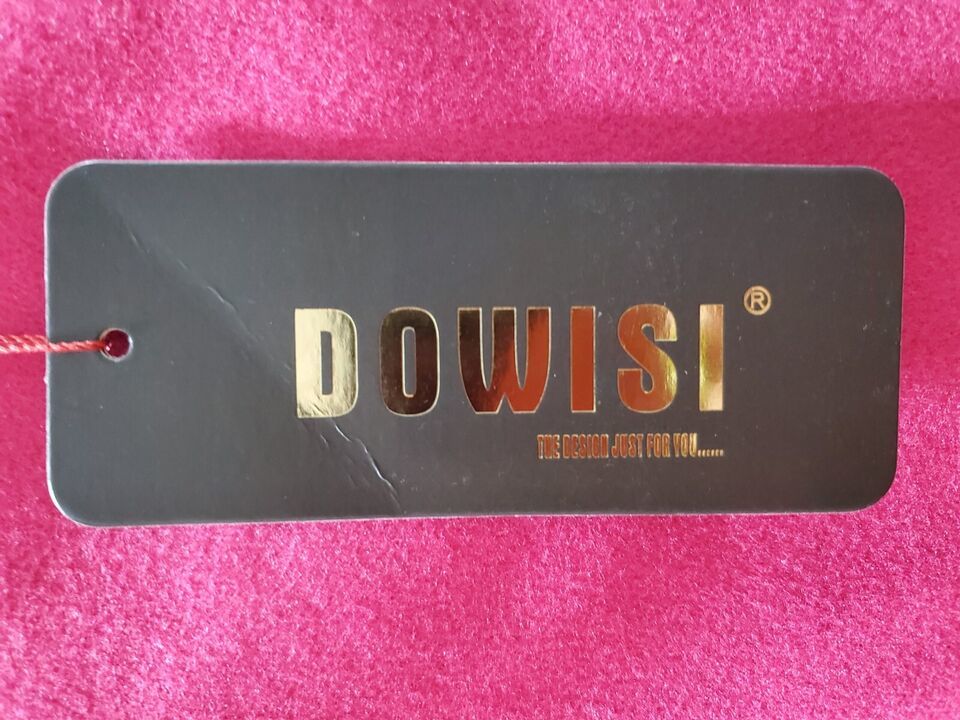 DOWISI®
THE DESIGN JUST FOR YOU......